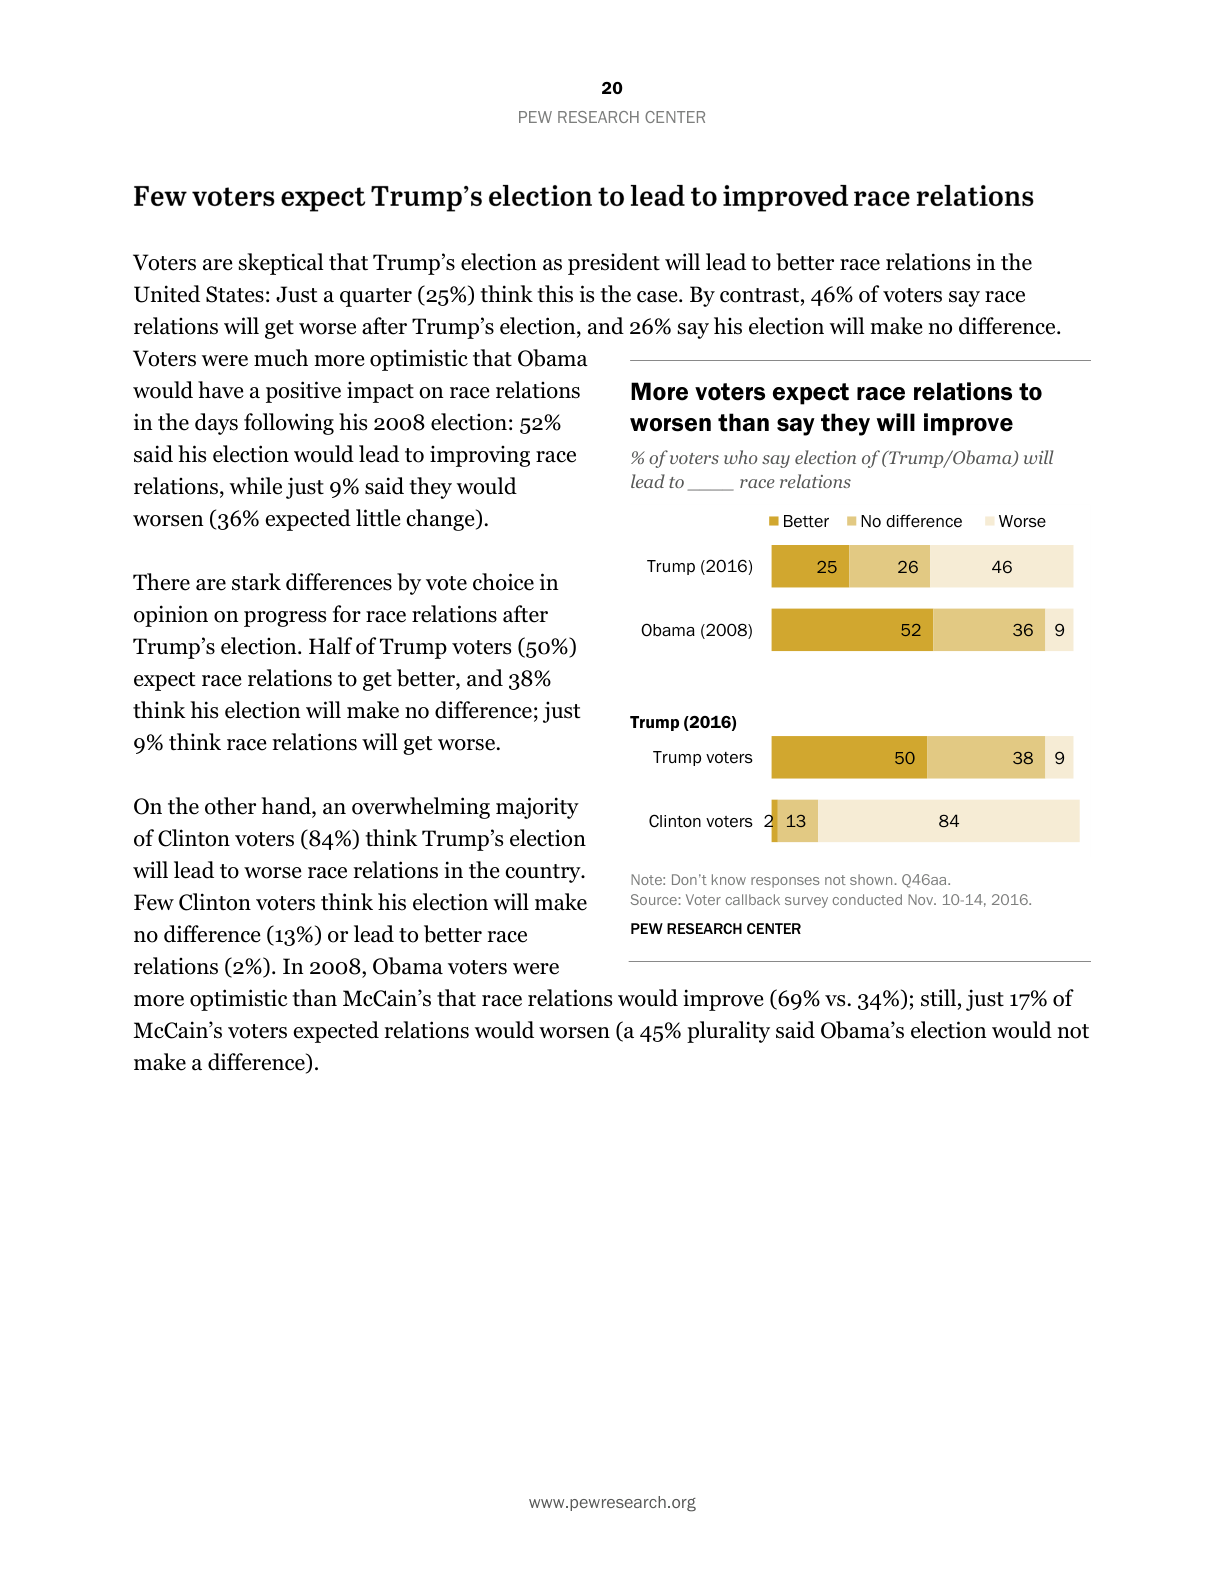 20
PEW RESEARCH CENTER
Few voters expect Trump’s election to lead to improved race relations
Voters are skeptical that Trump’s election as president will lead to better race relations in the
United States: Just a quarter (25%) think this is the case. By contrast, 46% of voters say race
relations will get worse after Trump’s election, and 26% say his election will make no difference.
Voters were much more optimistic that Obama
would have a positive impact on race relations
in the days following his 2008 election: 52%
said his election would lead to improving race
relations, while just 9% said they would
worsen (36% expected little change).
There are stark differences by vote choice in
opinion on progress for race relations after
Trump’s election. Half of Trump voters (50%)
expect race relations to get better, and 38%
think his election will make no difference; just
9% think race relations will get worse.
On the other hand, an overwhelming majority
of Clinton voters (84%) think Trump’s election
will lead to worse race relations in the country.
Few Clinton voters think his election will make
no difference (13%) or lead to better race
relations (2%). In 2008, Obama voters were
more optimistic than McCain’s that race relations would improve (69% vs. 34%); still, just 17% of
McCain’s voters expected relations would worsen (a 45% plurality said Obama’s election would not
make a difference).
More voters expect race relations to
worsen than say they will improve
% of voters who say election of (Trump/Obama) will
lead to ____ race relations
Better No difference Worse
Trump (2016) 25 26 46
Obama (2008) 52 36 9
Trump (2016)
Trump voters 50 38 9
Clinton voters 2 13 84
Note: Don’t know responses not shown. Q46aa.
Source: Voter callback survey conducted Nov. 10-14, 2016.
PEW RESEARCH CENTER
www.pewresearch.org